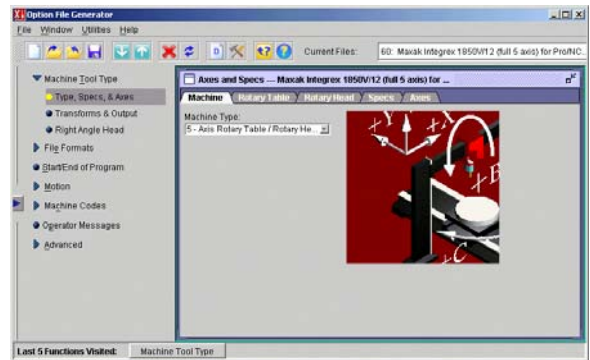 Option File Generator
File Window Utilities Help
Current Files: 60: Maxak Integrex 1850V/12 (full 5 axis) for Pro/NC...
Machine Tool Type
Type, Specs, & Axes
Transforms & Output
Right Angle Head
File Formats
Start/End of Program
Motion
Machine Codes
Operator Messages
Advanced
Axes and Specs -- Maxak Integrex 1850V/12 (full 5 axis) for ...
Machine Rotary Table Rotary Head Specs Axes
Machine Type:
5 - Axis Rotary Table / Rotary He...
+Y +X
+B
+C
Last 5 Functions Visited: Machine Tool Type